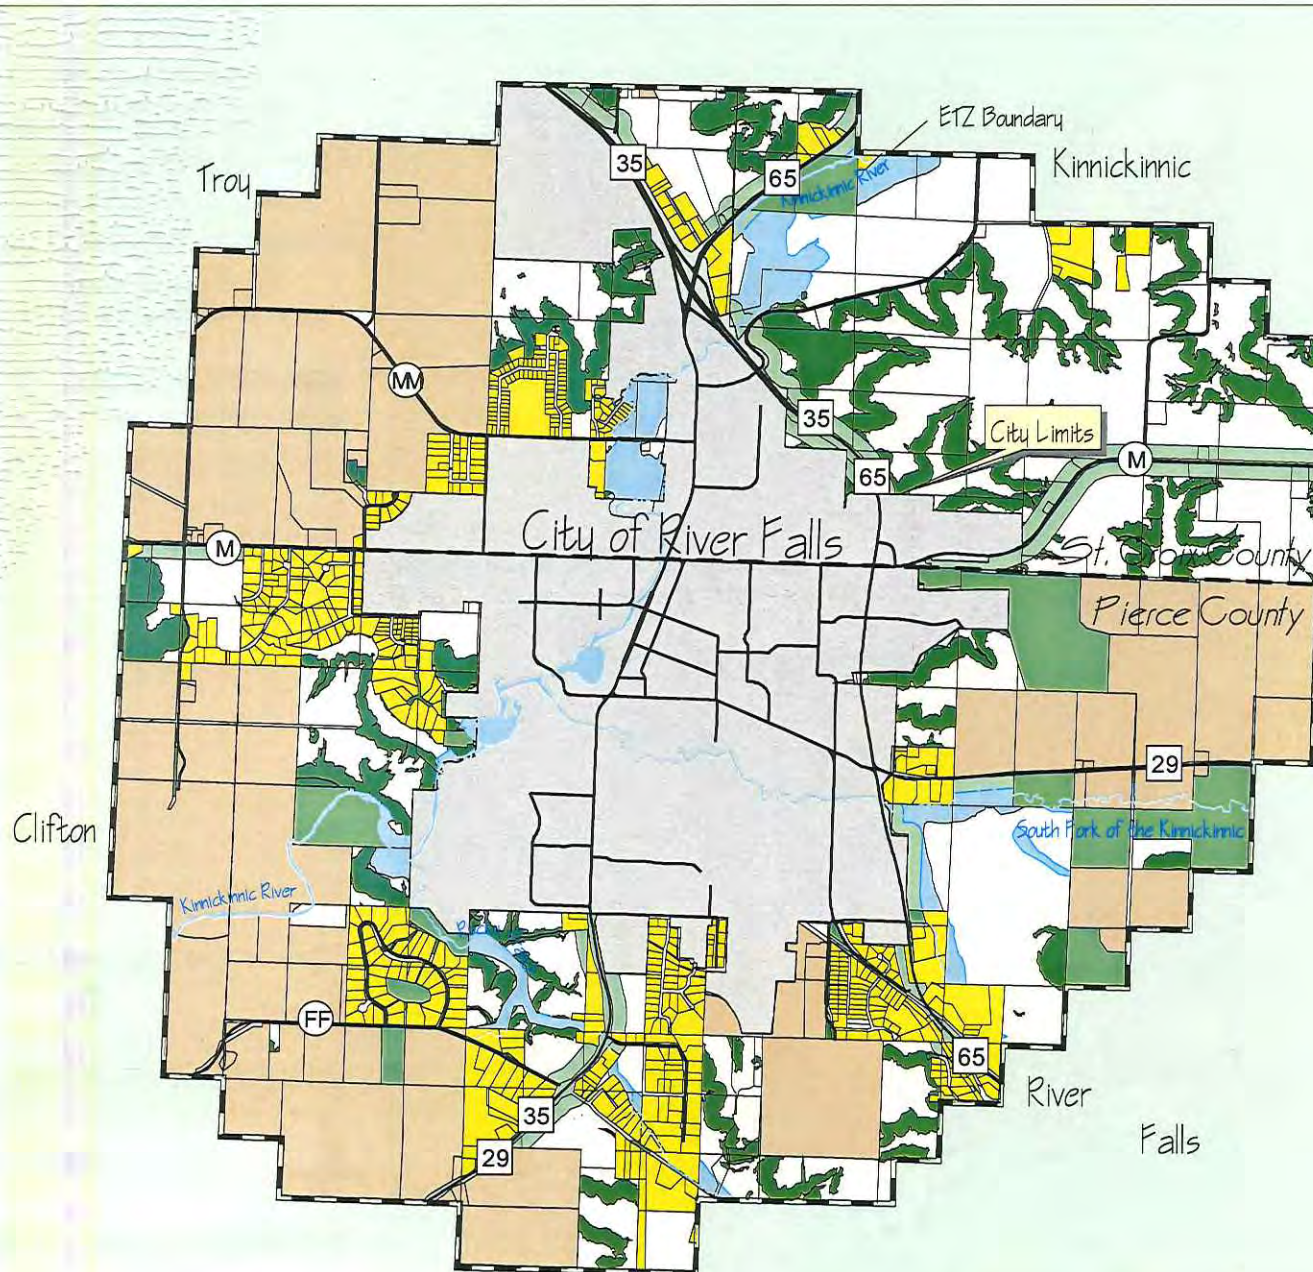 ETZ Boundary
Troy
35
65
Kinnickinnic
Kinnickinnic River
MM
35
City Limits
65
M
City of River Falls
M
St. Croix County
Pierce County
29
Clifton
South Fork of the Kinnickinnic
Kinnickinnic River
FF
65
35
River
Falls
29